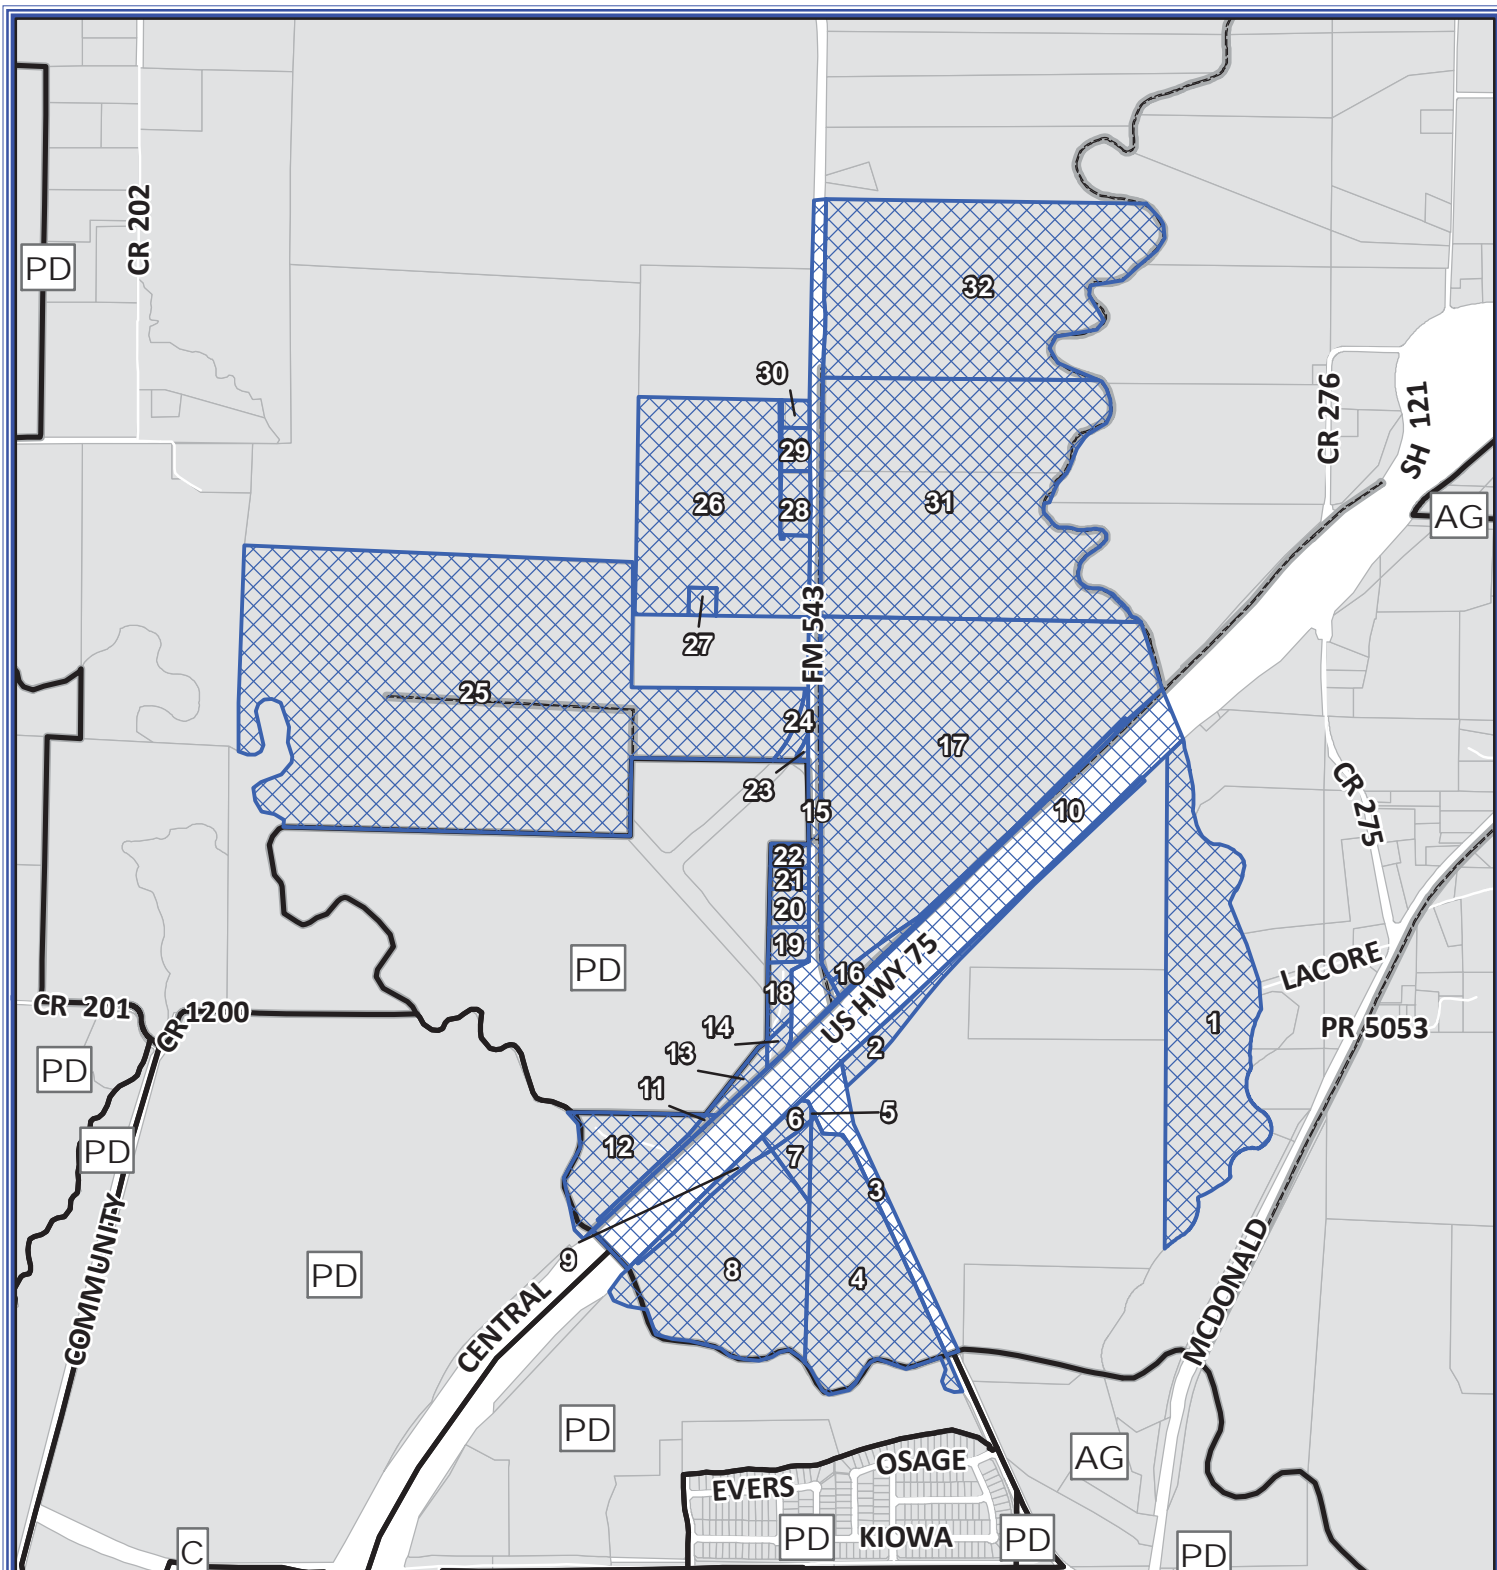 CR 202
PD
32
30
CR 276
SH 121
29
26
28
31
AG
FM 543
27
25
24
17
23
15
10
CR 275
22
21
20
19
PD
16
US HWY 75
LACORE
18
CR 201
CR 1200
14
1
PR 5053
13
2
PD
11
5
6
12
PD
7
3
9
8
4
PD
COMMUNITY
CENTRAL
MCDONALD
PD
AG
OSAGE
EVERS
KIOWA
PD
PD
C
PD